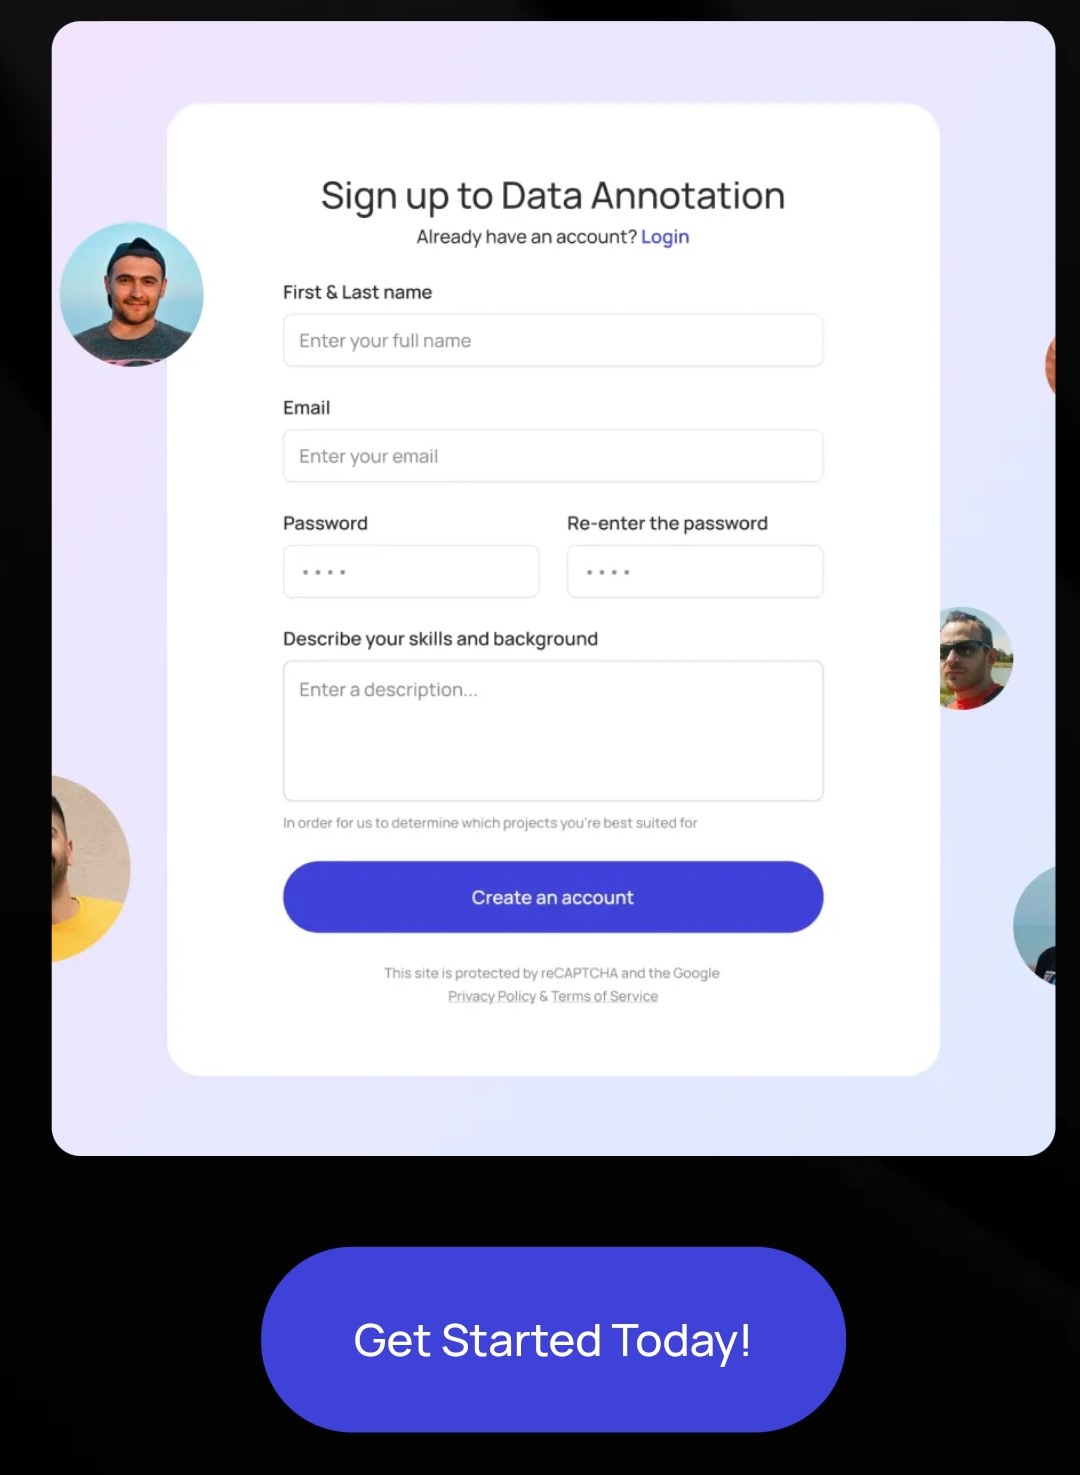 Sign up to Data Annotation
Already have an account? Login
First & Last name
Enter your full name
Email
Enter your email
Password
Re-enter the password
••••
••••
Describe your skills and background
Enter a description...
In order for us to determine which projects you're best suited for
Create an account
This site is protected by reCAPTCHA and the Google
Privacy Policy & Terms of Service
Get Started Today!